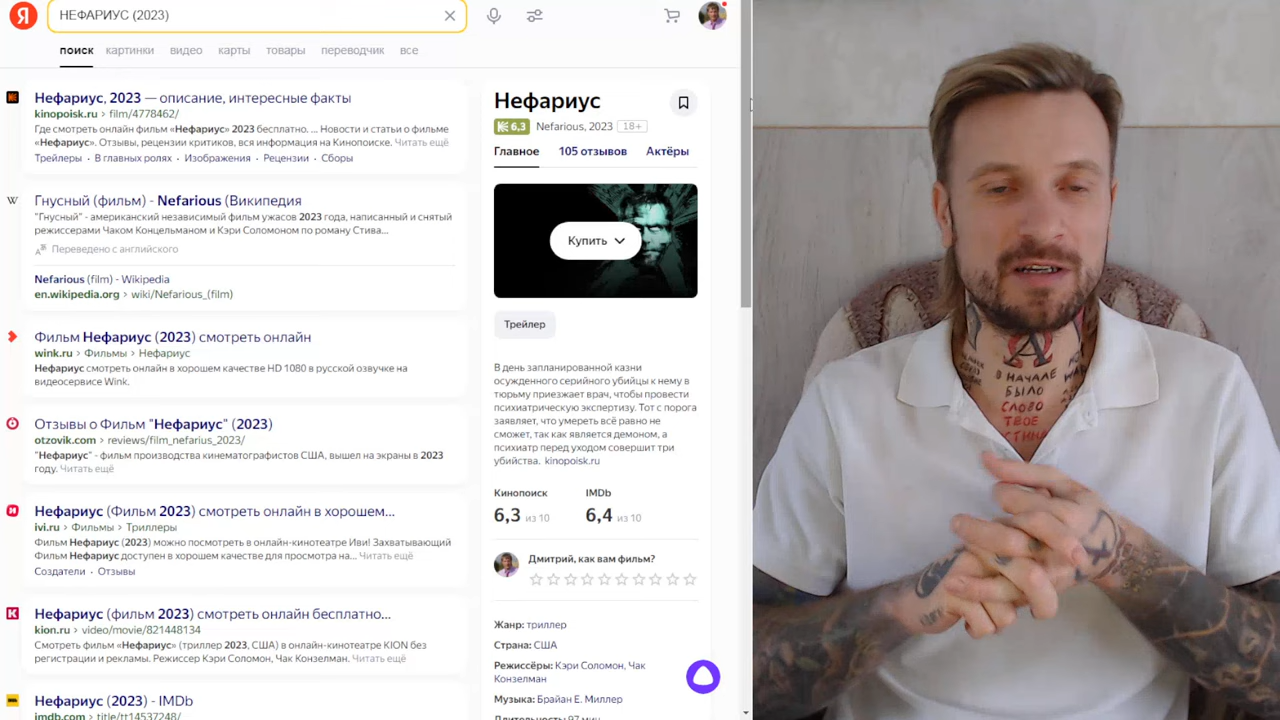 Я
НЕФАРИУС (2023)
поиск картинки видео карты товары переводчик все
Нефариус, 2023 — описание, интересные факты
kinopoisk.ru › film/4778462/
Где смотреть онлайн фильм «Нефариус» 2023 бесплатно. ... Новости и статьи о фильме
«Нефариус». Отзывы, рецензии критиков, вся информация на Кинопоиске. Читать ещё
Трейлеры · В главных ролях · Изображения · Рецензии · Сборы
W
Гнусный (фильм) - Nefarious (Википедия
"Гнусный" - американский независимый фильм ужасов 2023 года, написанный и снятый
режиссерами Чаком Концельманом и Кэри Соломоном по роману Стива...
Переведено с английского
Nefarious (film) - Wikipedia
en.wikipedia.org › wiki/Nefarious_(film)
Фильм Нефариус (2023) смотреть онлайн
wink.ru › Фильмы › Нефариус
Нефариус смотреть онлайн в хорошем качестве HD 1080 в русской озвучке на
видеосервисе Wink.
Отзывы о Фильм "Нефариус" (2023)
otzovik.com › reviews/film_nefarius_2023/
"Нефариус" - фильм производства кинематографистов США, вышел на экраны в 2023
году. Читать ещё
Нефариус (Фильм 2023) смотреть онлайн в хорошем...
ivi.ru › Фильмы › Триллеры
Фильм Нефариус (2023) можно посмотреть в онлайн-кинотеатре Иви! Захватывающий
Фильм Нефариус доступен в хорошем качестве для просмотра на... Читать ещё
Создатели · Отзывы
Нефариус (фильм 2023) смотреть онлайн бесплатно...
kion.ru › video/movie/821448134
Смотреть фильм «Нефариус» (триллер 2023, США) в онлайн-кинотеатре KION без
регистрации и рекламы. Режиссер Кэри Соломон, Чак Конзелман. Читать ещё
Нефариус (2023) - IMDb
imdb.com › title/tt14537248/
Нефариус
6,3 Nefarious, 2023 18+
Главное 105 отзывов Актёры
Купить
Трейлер
В день запланированной казни
осужденного серийного убийцы к нему в
тюрьму приезжает врач, чтобы провести
психиатрическую экспертизу. Тот с порога
заявляет, что умереть всё равно не
сможет, так как является демоном, а
психиатр перед уходом совершит три
убийства. kinopoisk.ru
Кинопоиск IMDb
6,3 из 10 6,4 из 10
Дмитрий, как вам фильм?
Жанр: триллер
Страна: США
Режиссёры: Кэри Соломон, Чак
Конзелман
Музыка: Брайан Е. Миллер
Длительность: 97 мин
В НАЧАЛЕ
БЫЛО
СЛОВО
ТВОЕ